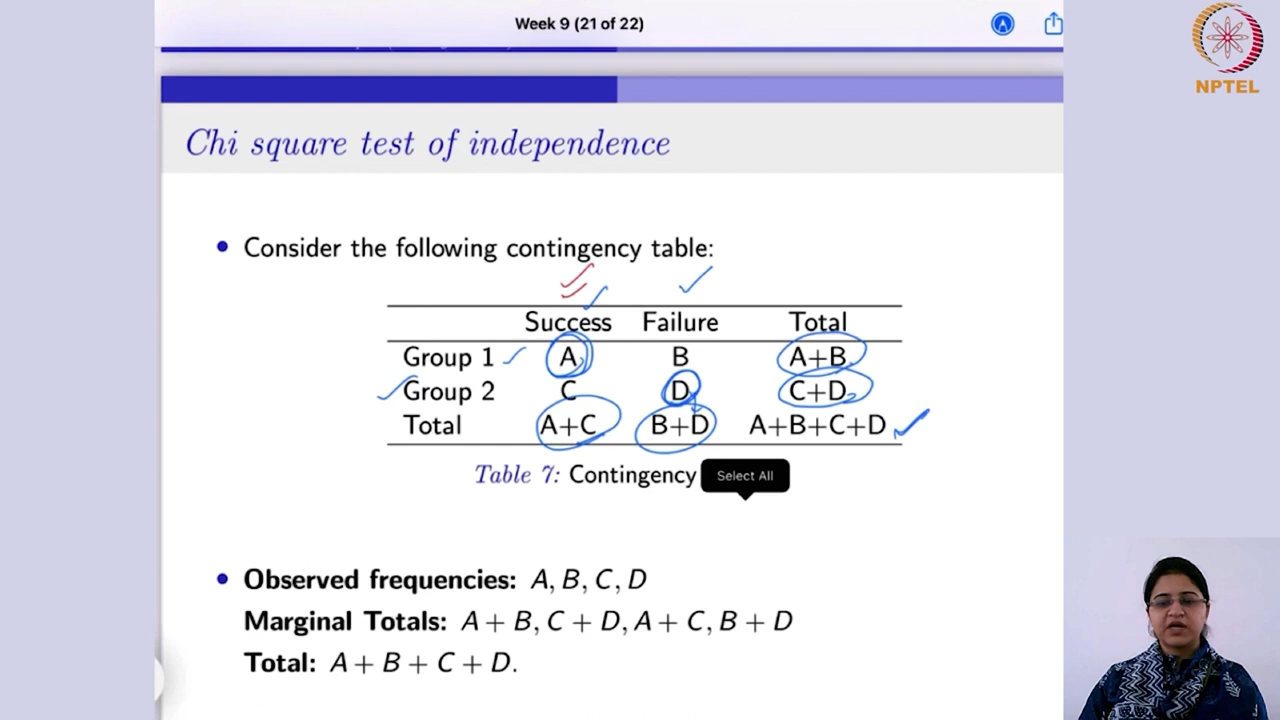 Week 9 (21 of 22)
NPTEL
Chi square test of independence
• Consider the following contingency table:
Success Failure Total
Group 1 A B A+B
Group 2 C D C+D
Total A+C B+D A+B+C+D
Table 7: Contingency
Select All
• Observed frequencies: A, B, C, D
Marginal Totals: A + B, C + D, A + C, B + D
Total: A + B + C + D.